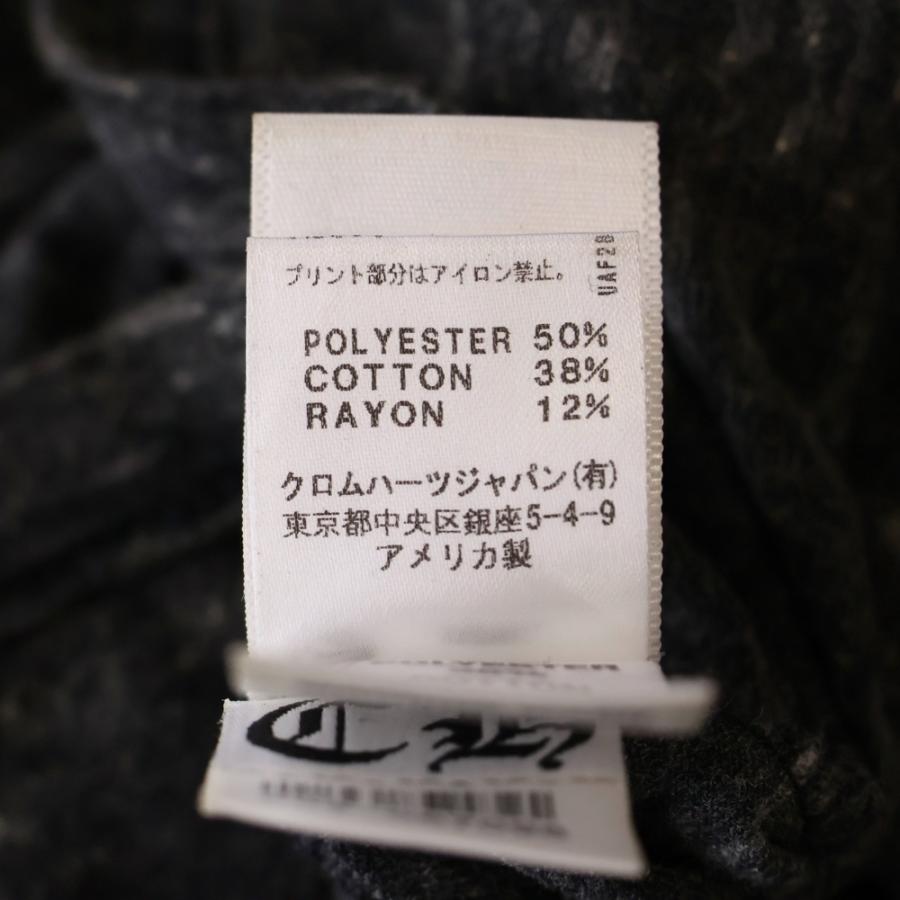 プリント部分はアイロン禁止。
UAF2B
POLYESTER 50%
COTTON 38%
RAYON 12%
クロムハーツジャパン(有)
東京都中央区銀座5-4-9
アメリカ製
POLYESTER